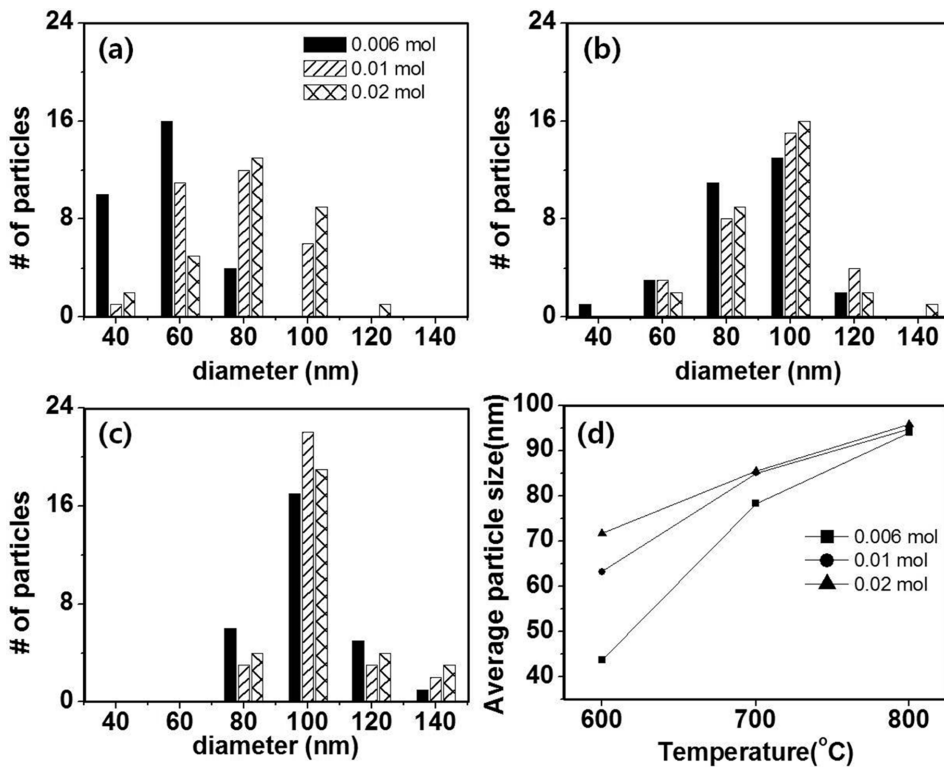 (a)
24
16
8
0
# of particles
0.006 mol
0.01 mol
0.02 mol
40 60 80 100 120 140
diameter (nm)
(b)
24
16
8
0
# of particles
40 60 80 100 120 140
diameter (nm)
(c)
24
16
8
0
# of particles
40 60 80 100 120 140
diameter (nm)
(d)
100
90
80
70
60
50
40
Average particle size(nm)
0.006 mol
0.01 mol
0.02 mol
600 700 800
Temperature(°C)